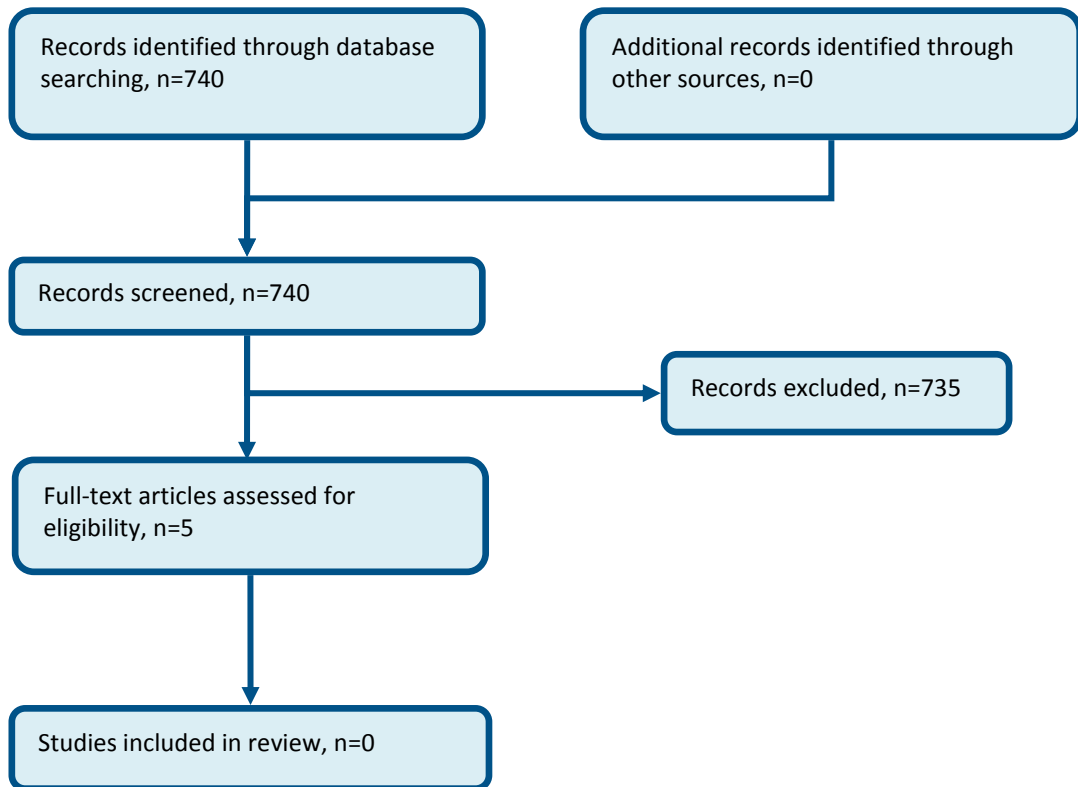 Records identified through database
searching, n=740
Additional records identified through
other sources, n=0
Records screened, n=740
Records excluded, n=735
Full-text articles assessed for
eligibility, n=5
Studies included in review, n=0